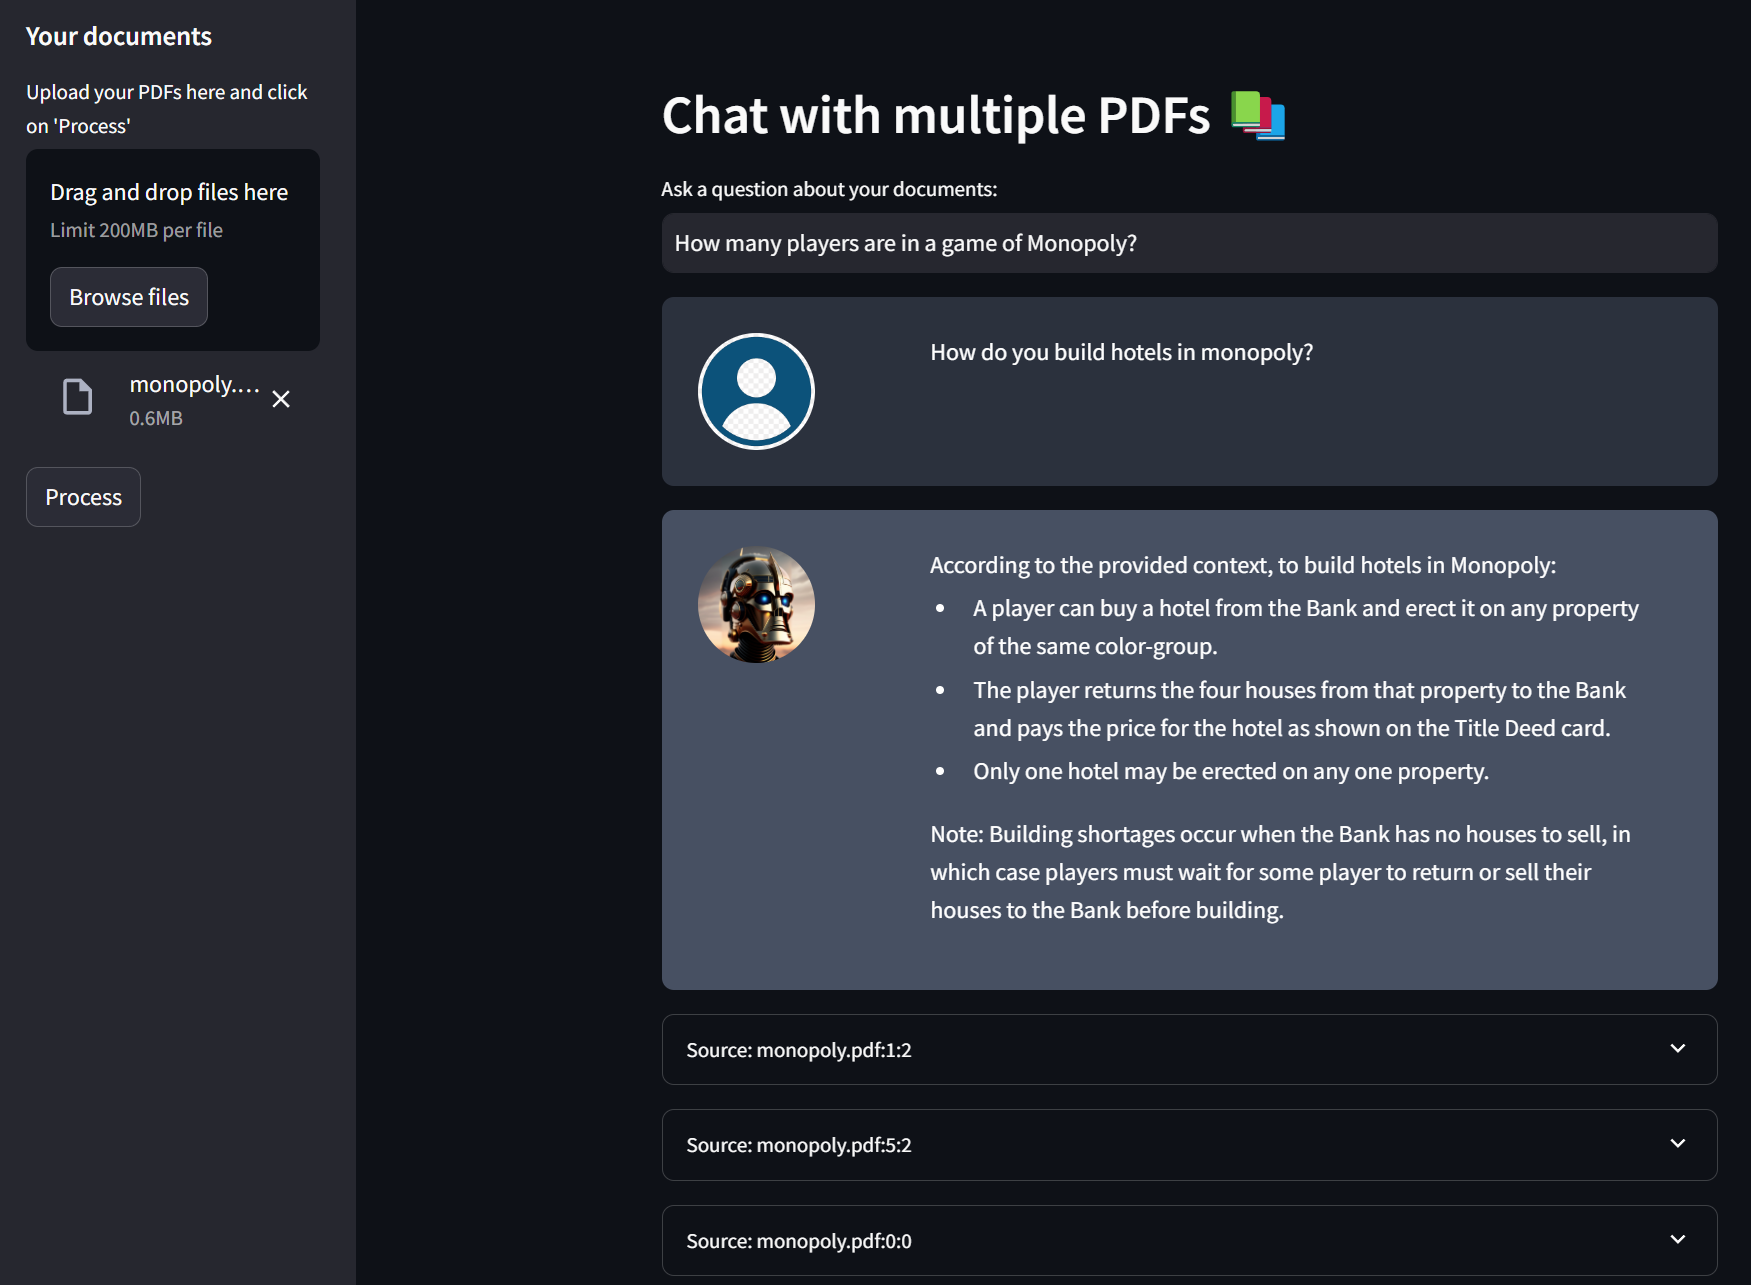 Your documents
Upload your PDFs here and click
on 'Process'
Drag and drop files here
Limit 200MB per file
Browse files
monopoly....
0.6MB
Process
Chat with multiple PDFs
Ask a question about your documents:
How many players are in a game of Monopoly?
How do you build hotels in monopoly?
According to the provided context, to build hotels in Monopoly:
• A player can buy a hotel from the Bank and erect it on any property
of the same color-group.
• The player returns the four houses from that property to the Bank
and pays the price for the hotel as shown on the Title Deed card.
• Only one hotel may be erected on any one property.
Note: Building shortages occur when the Bank has no houses to sell, in
which case players must wait for some player to return or sell their
houses to the Bank before building.
Source: monopoly.pdf:1:2
Source: monopoly.pdf:5:2
Source: monopoly.pdf:0:0